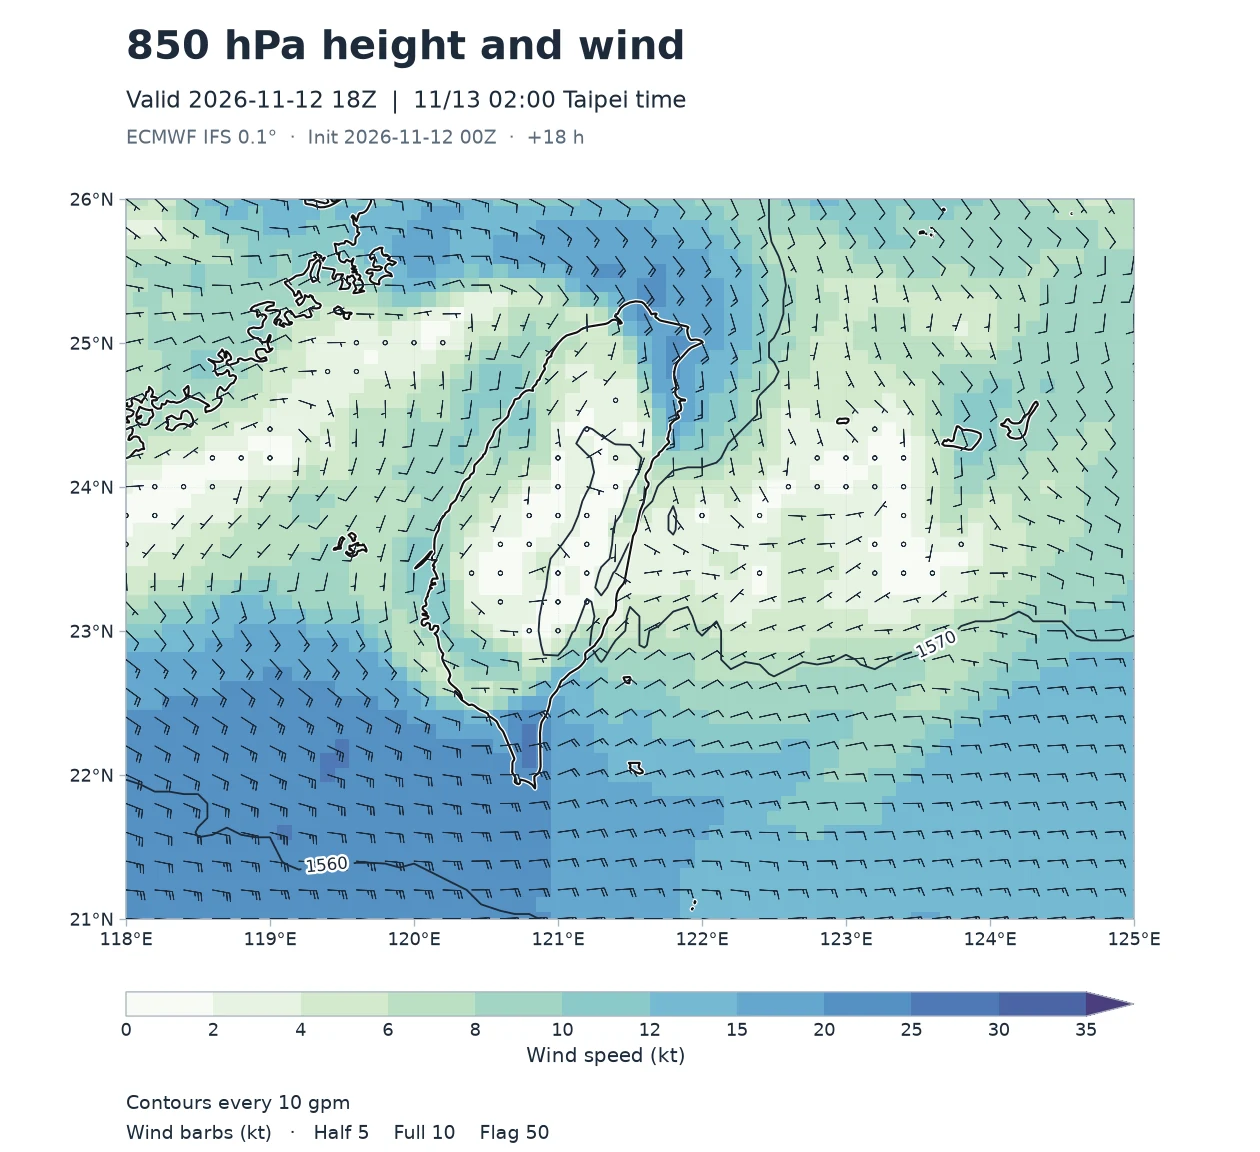 850 hPa height and wind
Valid 2026-11-12 18Z | 11/13 02:00 Taipei time
ECMWF IFS 0.1° · Init 2026-11-12 00Z · +18 h
26°N
25°N
24°N
23°N
22°N
21°N
1570
1560
118°E 119°E 120°E 121°E 122°E 123°E 124°E 125°E
0 2 4 6 8 10 12 15 20 25 30 35
Wind speed (kt)
Contours every 10 gpm
Wind barbs (kt) · Half 5 Full 10 Flag 50